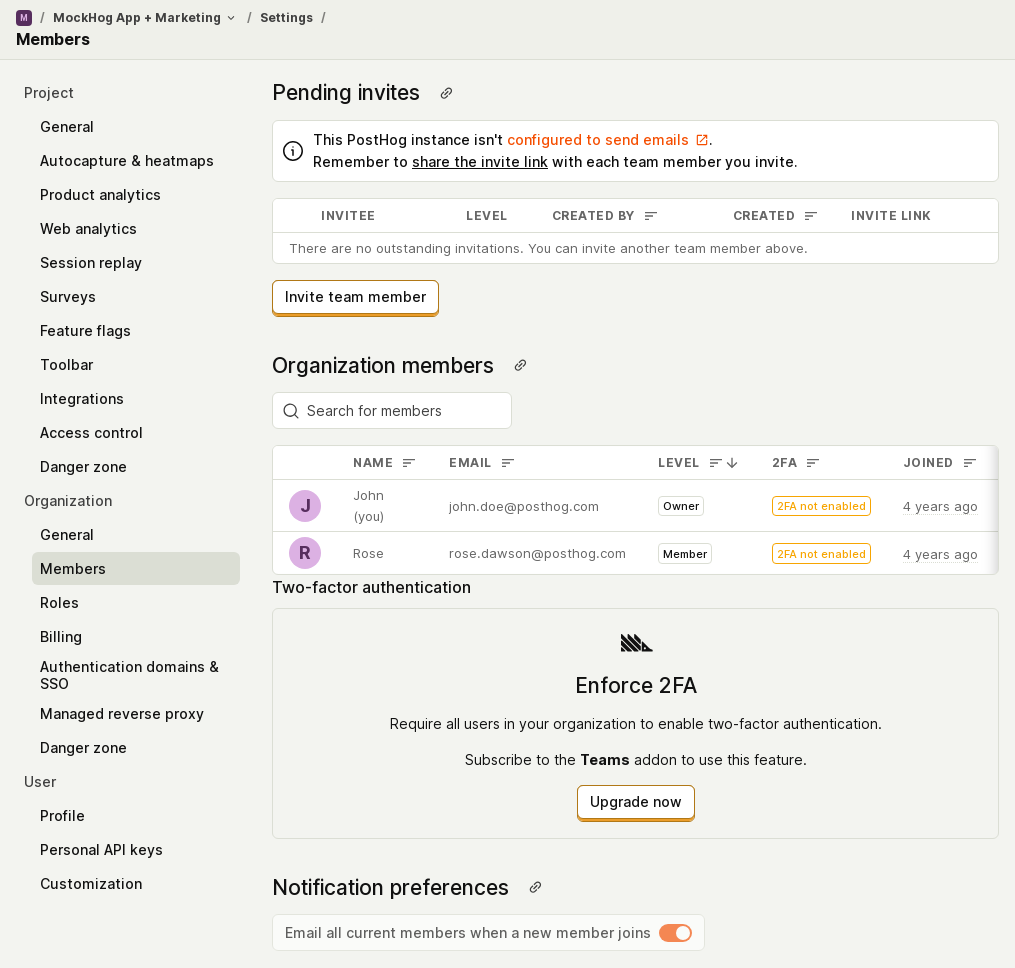 M / MockHog App + Marketing / Settings /
Members
Project
General
Autocapture & heatmaps
Product analytics
Web analytics
Session replay
Surveys
Feature flags
Toolbar
Integrations
Access control
Danger zone
Organization
General
Members
Roles
Billing
Authentication domains &
SSO
Managed reverse proxy
Danger zone
User
Profile
Personal API keys
Customization
Pending invites
This PostHog instance isn't configured to send emails .
Remember to share the invite link with each team member you invite.
INVITEE LEVEL CREATED BY CREATED INVITE LINK
There are no outstanding invitations. You can invite another team member above.
Invite team member
Organization members
Search for members
NAME EMAIL LEVEL 2FA JOINED
J John
(you) john.doe@posthog.com Owner 2FA not enabled 4 years ago
R Rose rose.dawson@posthog.com Member 2FA not enabled 4 years ago
Two-factor authentication
Enforce 2FA
Require all users in your organization to enable two-factor authentication.
Subscribe to the Teams addon to use this feature.
Upgrade now
Notification preferences
Email all current members when a new member joins